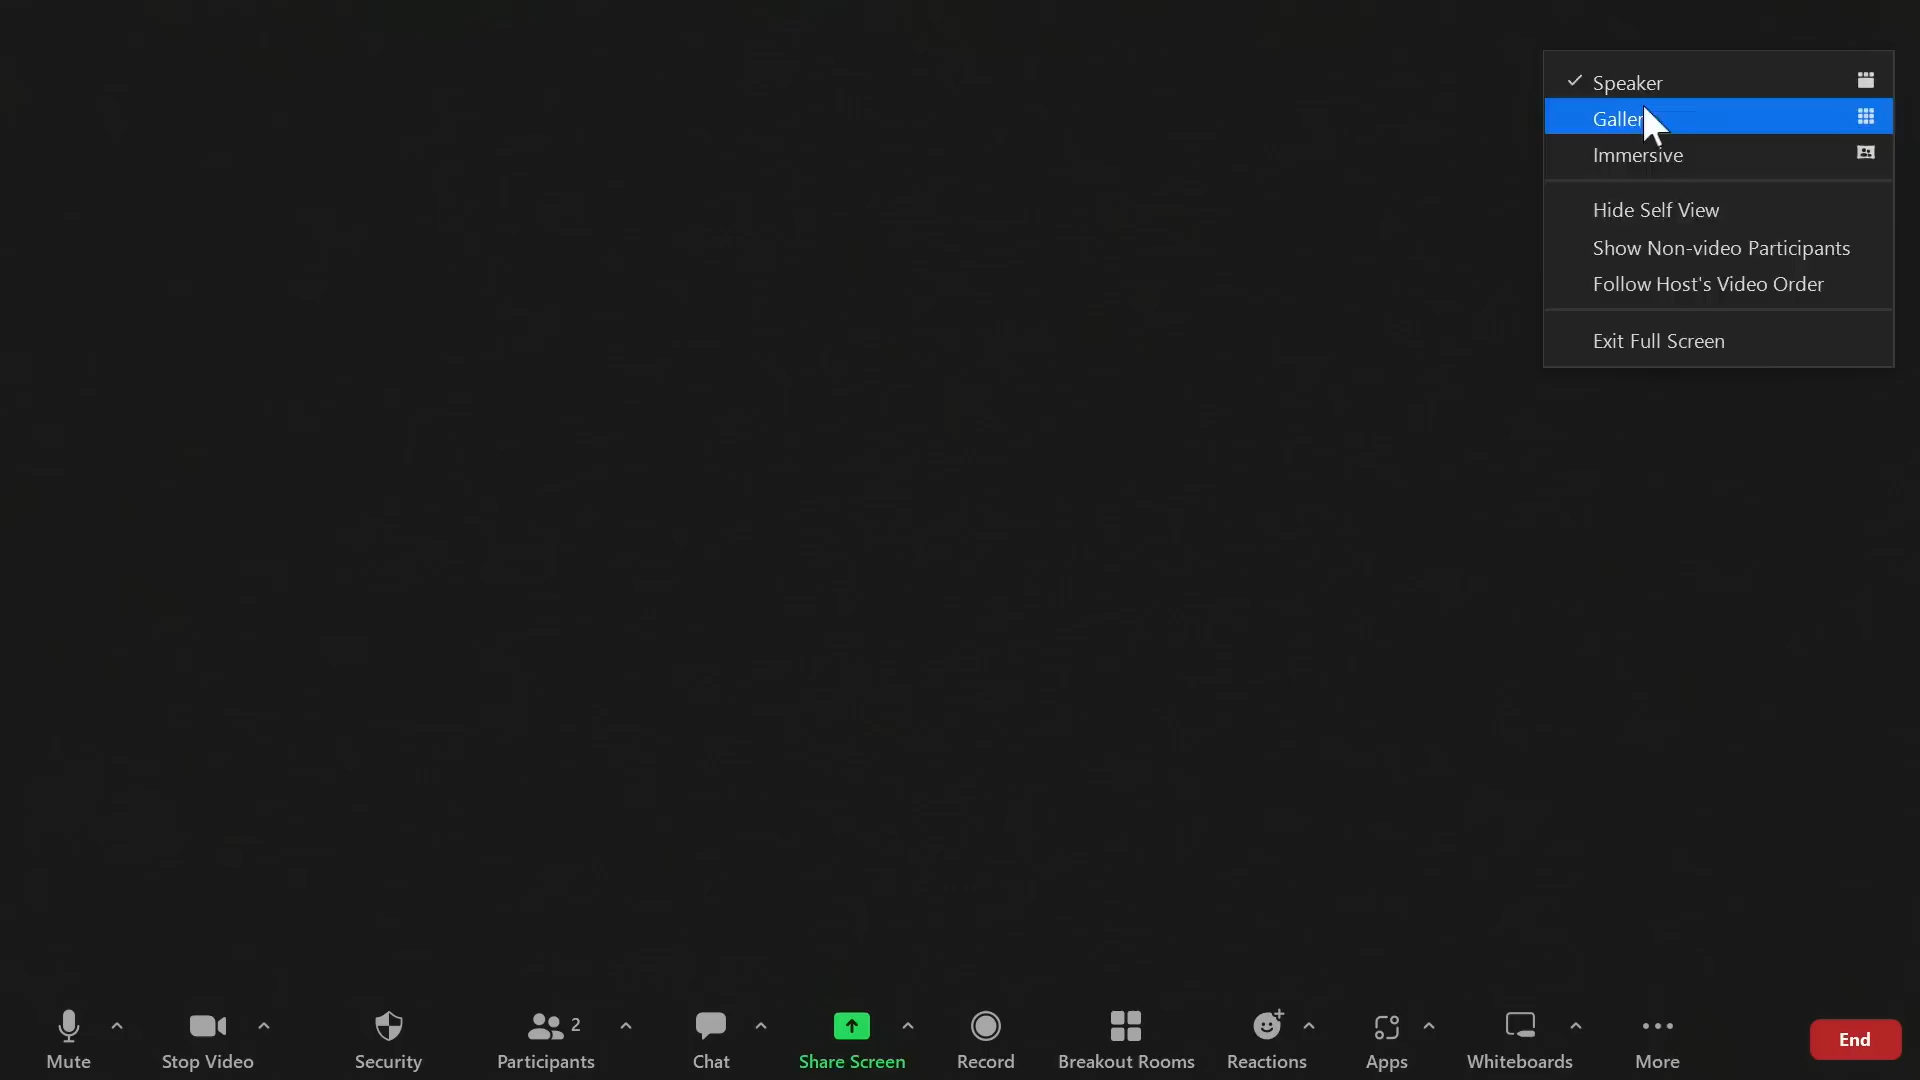 Speaker
Immersive
Hide Self View
Show Non-video Participants
Follow Host's Video Order
Exit Full Screen
2
Mute
Stop Video
Security
Participants
Chat
Share Screen
Record
Breakout Rooms
Reactions
Apps
Whiteboards
More
End